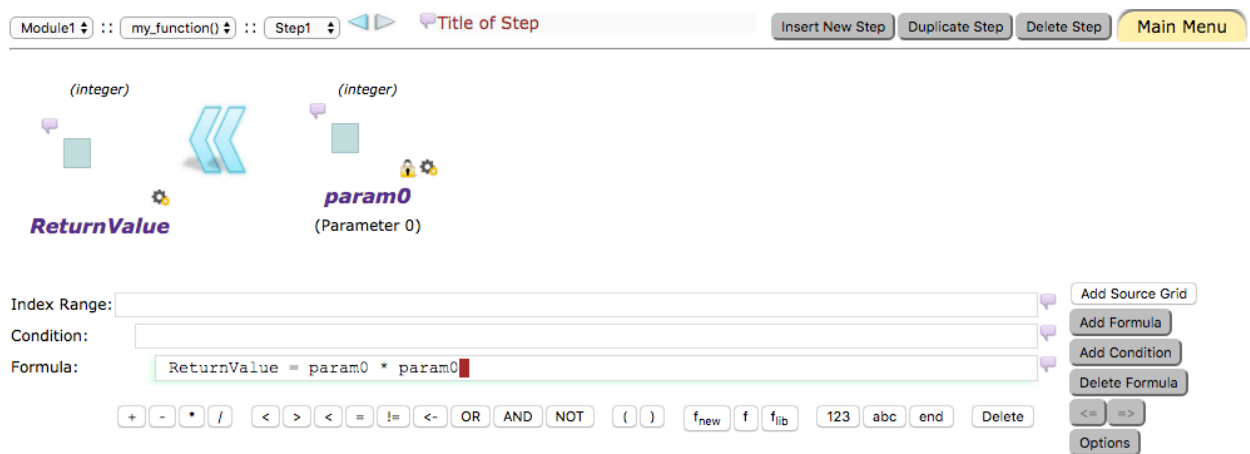 Module1 :: my_function() :: Step1 Title of Step Insert New Step Duplicate Step Delete Step Main Menu
(integer) (integer)
ReturnValue param0
(Parameter 0)
Index Range: Add Source Grid
Condition: Add Formula
Add Condition
Formula: ReturnValue = param0 * param0
Delete Formula
+ - * / < > < = != <- OR AND NOT ( ) fnew f flib 123 abc end Delete <= =>
Options